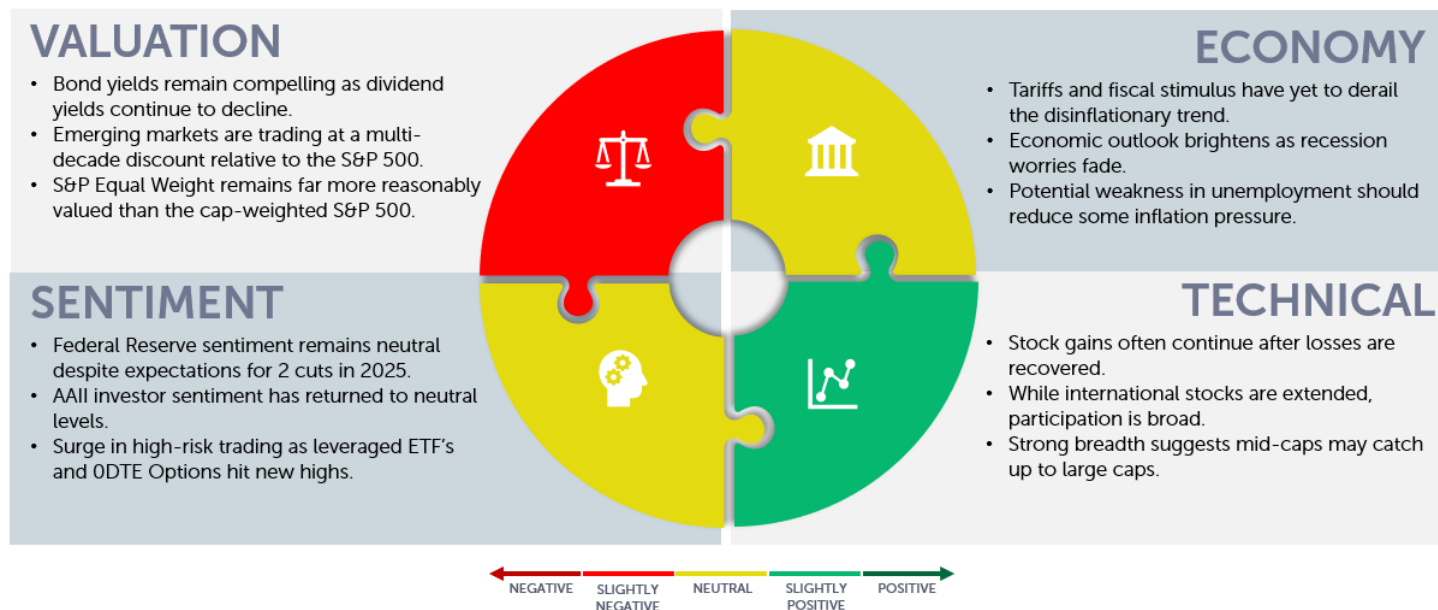 VALUATION
• Bond yields remain compelling as dividend
yields continue to decline.
• Emerging markets are trading at a multi-
decade discount relative to the S&P 500.
• S&P Equal Weight remains far more reasonably
valued than the cap-weighted S&P 500.
ECONOMY
• Tariffs and fiscal stimulus have yet to derail
the disinflationary trend.
• Economic outlook brightens as recession
worries fade.
• Potential weakness in unemployment should
reduce some inflation pressure.
SENTIMENT
• Federal Reserve sentiment remains neutral
despite expectations for 2 cuts in 2025.
• AAII investor sentiment has returned to neutral
levels.
• Surge in high-risk trading as leveraged ETF's
and 0DTE Options hit new highs.
TECHNICAL
• Stock gains often continue after losses are
recovered.
• While international stocks are extended,
participation is broad.
• Strong breadth suggests mid-caps may catch
up to large caps.
NEGATIVE
SLIGHTLY
NEGATIVE
NEUTRAL
SLIGHTLY
POSITIVE
POSITIVE